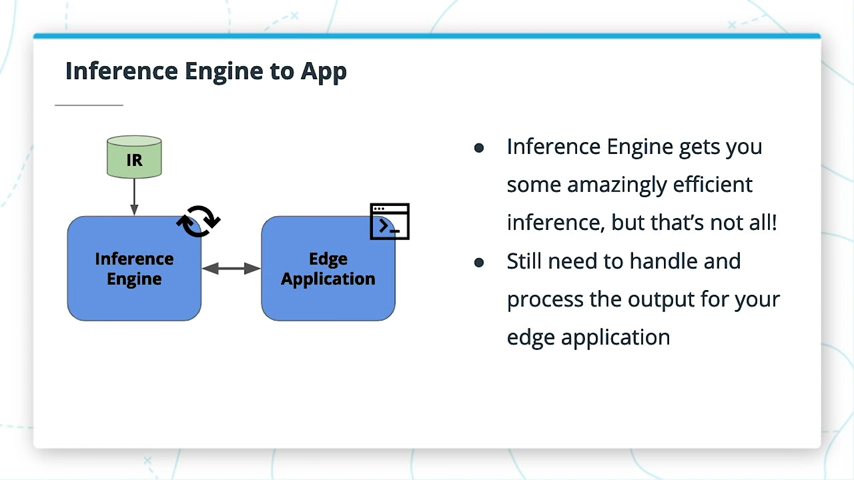 Inference Engine to App
IR
Inference
Engine
Edge
Application
Inference Engine gets you
some amazingly efficient
inference, but that’s not all!
Still need to handle and
process the output for your
edge application